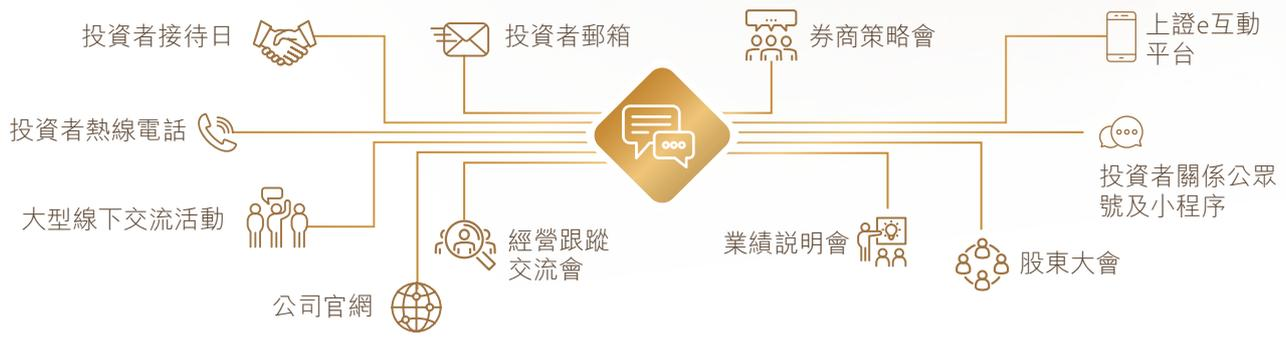 投資者接待日
投資者郵箱
券商策略會
上證e互動
平台
投資者熱線電話
投資者關係公眾
號及小程序
大型線下交流活動
經營跟蹤
交流會
業績說明會
股東大會
公司官網